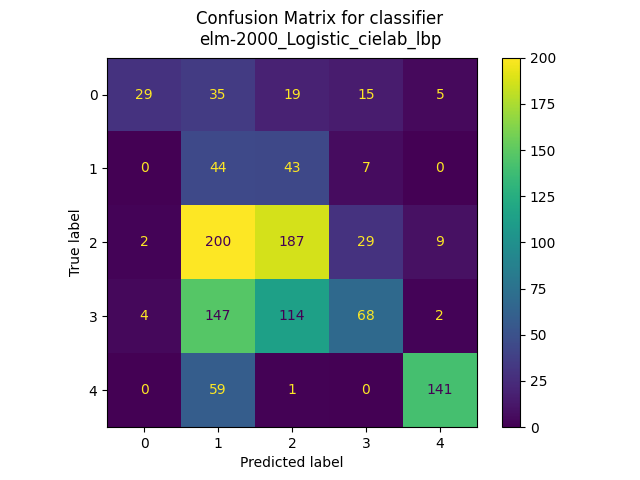 Confusion Matrix for classifier
elm-2000_Logistic_cielab_lbp
True label
0 29 35 19 15 5
1 0 44 43 7 0
2 2 200 187 29 9
3 4 147 114 68 2
4 0 59 1 0 141
0 1 2 3 4
Predicted label
200
175
150
125
100
75
50
25
0